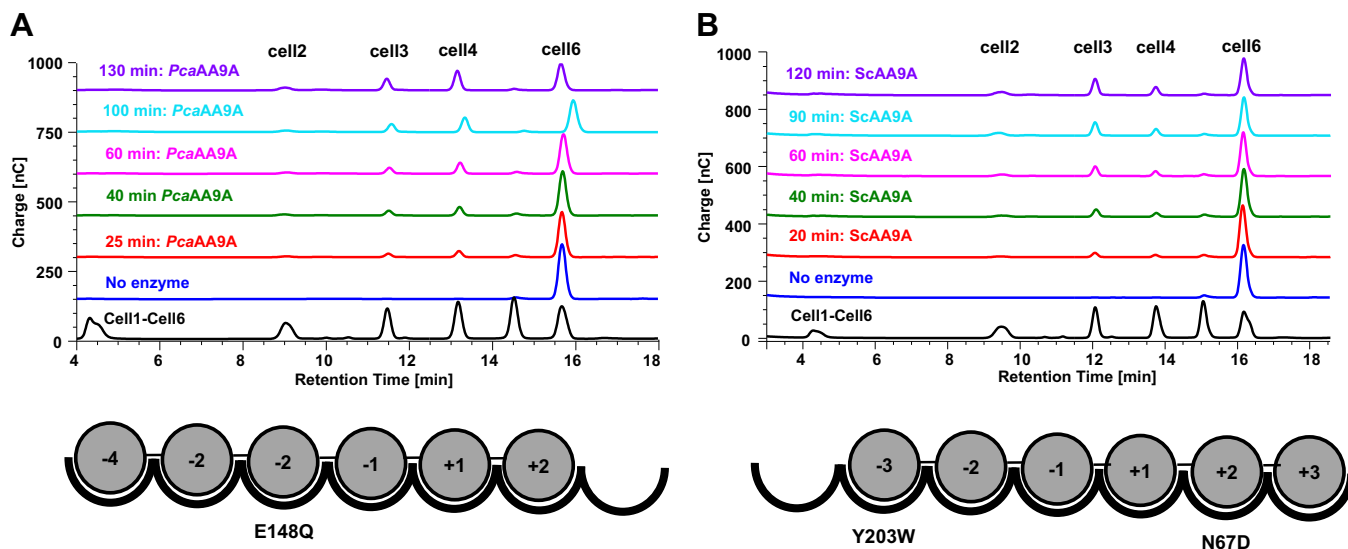 A
cell2 cell3 cell4 cell6
1000
750
500
250
0
Charge [nC]
130 min: PcaAA9A
100 min: PcaAA9A
60 min: PcaAA9A
40 min PcaAA9A
25 min: PcaAA9A
No enzyme
Cell1-Cell6
4 6 8 10 12 14 16 18
Retention Time [min]
-4 -2 -2 -1 +1 +2
E148Q
B
cell2 cell3 cell4 cell6
1000
800
600
400
200
0
Charge [nC]
120 min: ScAA9A
90 min: ScAA9A
60 min: ScAA9A
40 min: ScAA9A
20 min: ScAA9A
No enzyme
Cell1-Cell6
4 6 8 10 12 14 16 18
Retention Time [min]
-3 -2 -1 +1 +2 +3
Y203W N67D